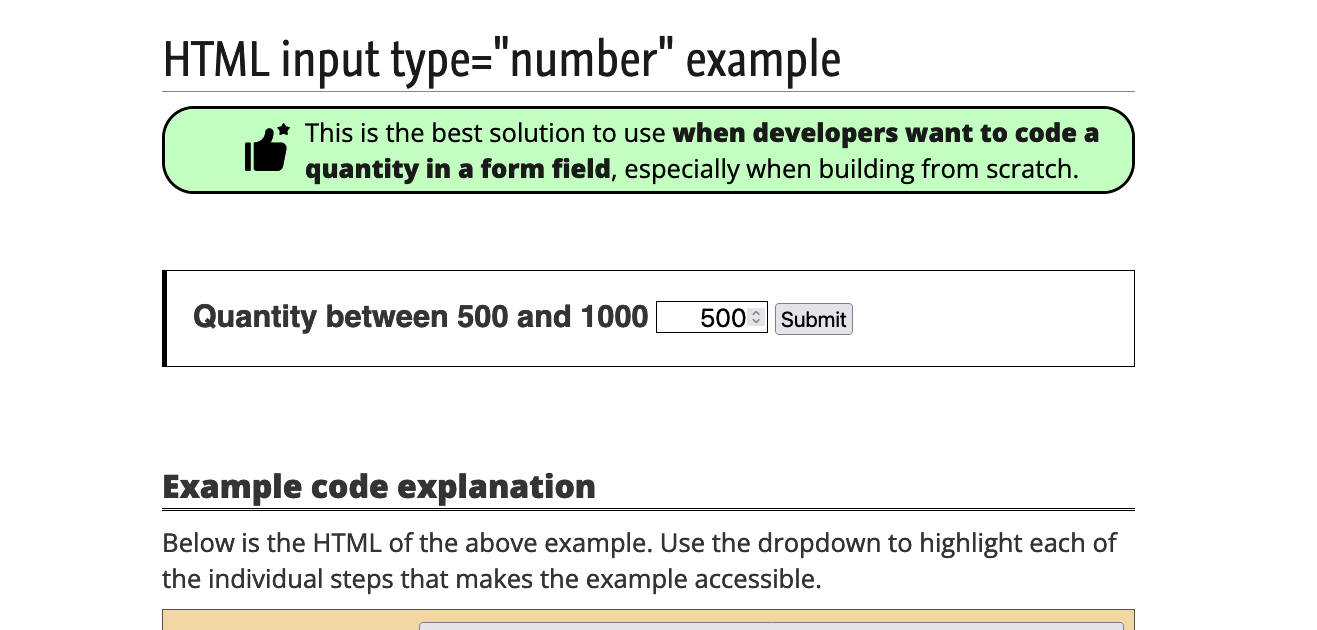 HTML input type="number" example
This is the best solution to use when developers want to code a
quantity in a form field, especially when building from scratch.
Quantity between 500 and 1000 500 Submit
Example code explanation
Below is the HTML of the above example. Use the dropdown to highlight each of
the individual steps that makes the example accessible.